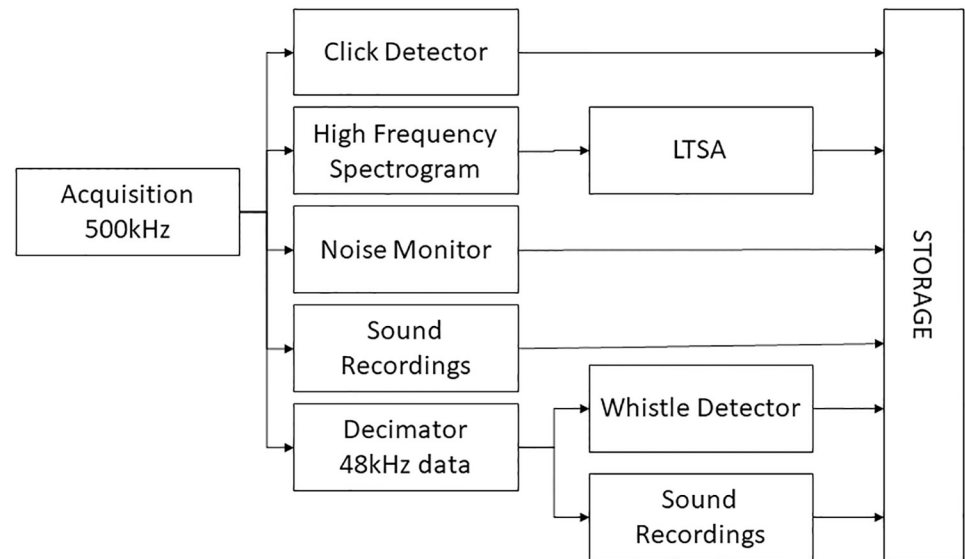 Click Detector
High Frequency
Spectrogram
LTSA
Acquisition
500kHz
Noise Monitor
Sound
Recordings
Whistle Detector
Decimator
48kHz data
Sound
Recordings
STORAGE